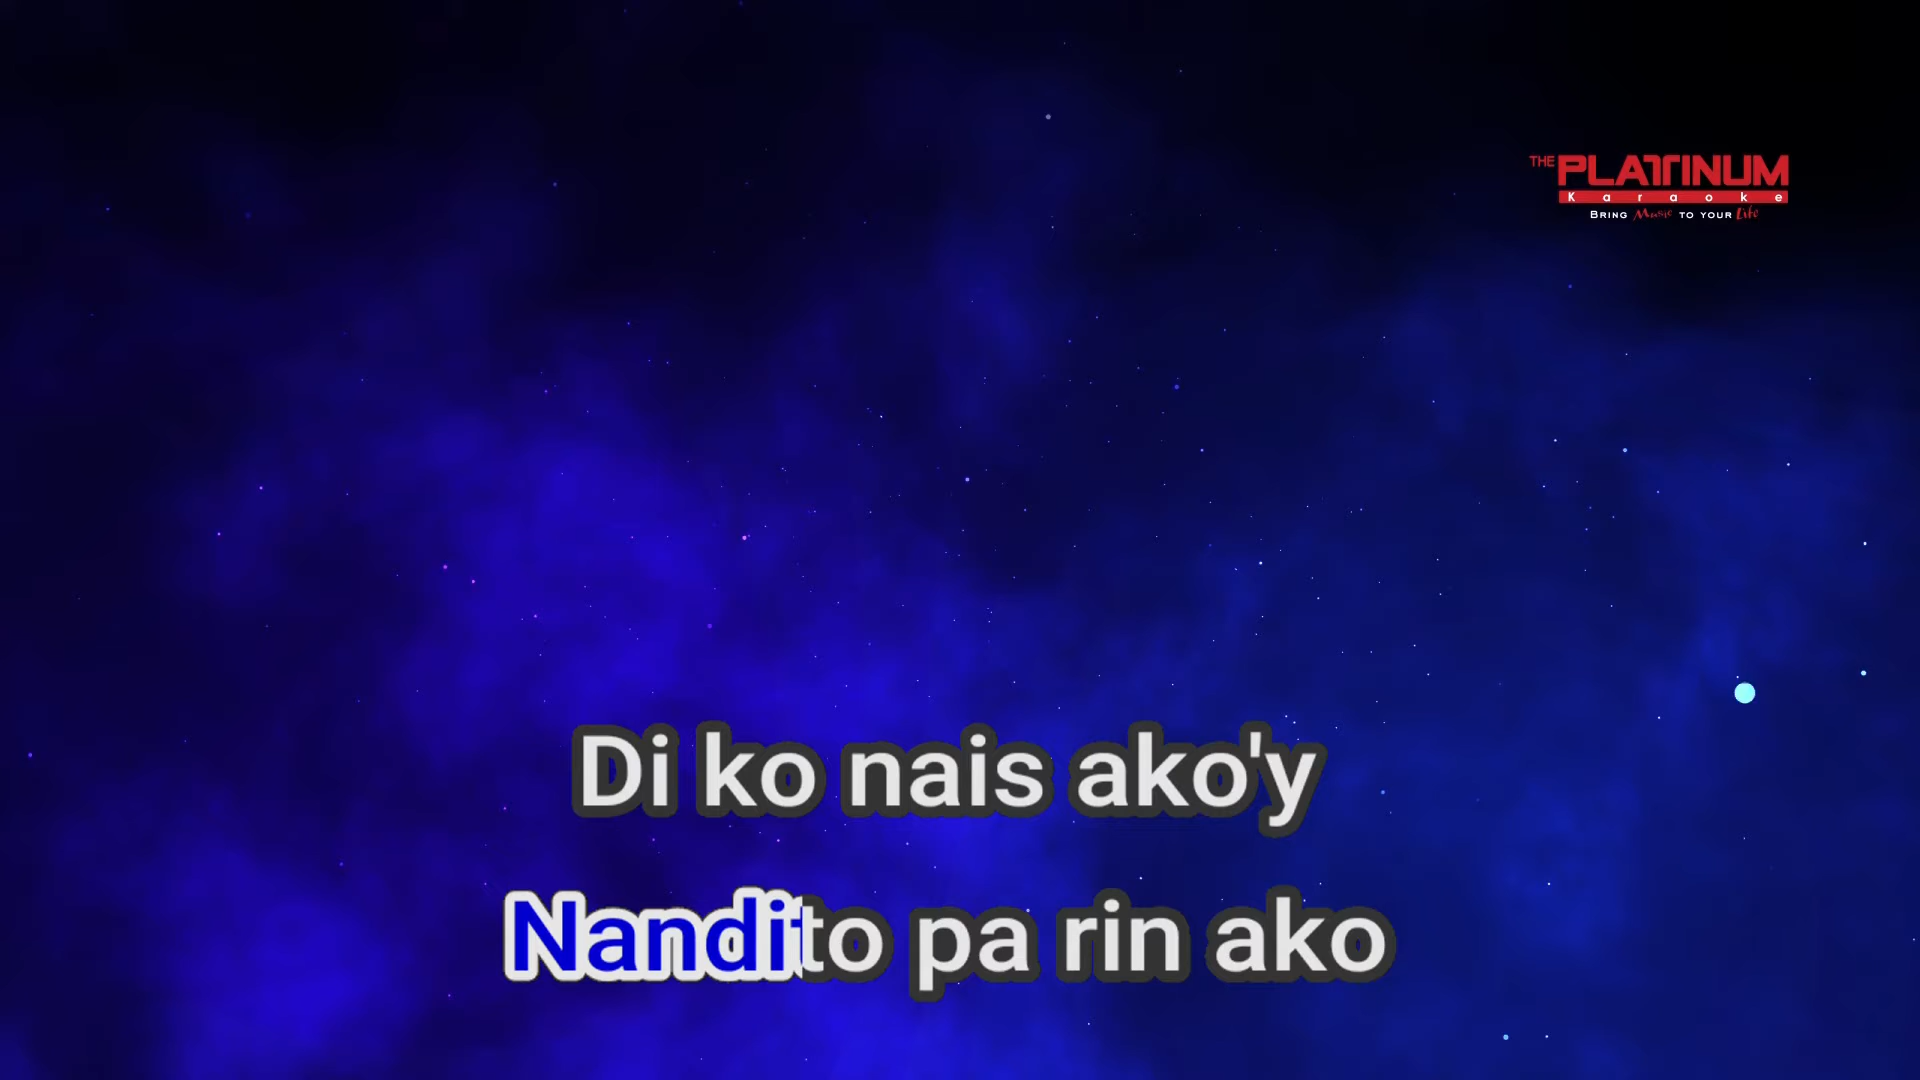 THE PLATINUM
Karaoke
BRING Music TO YOUR Life
Di ko nais ako'y
Nandito pa rin ako